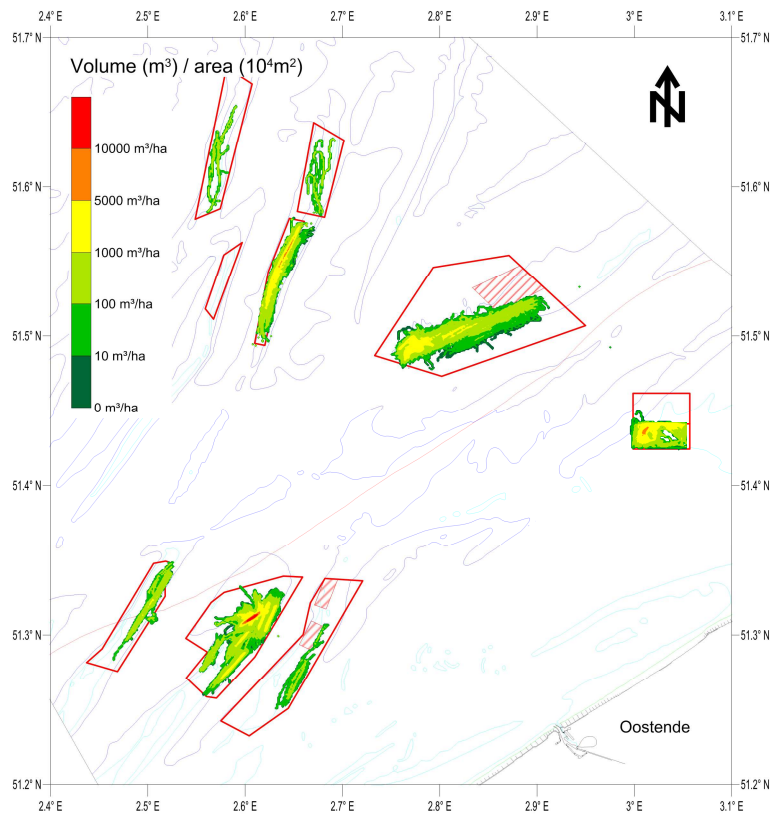 2.4° E 2.5° E 2.6° E 2.7° E 2.8° E 2.9° E 3° E 3.1° E
51.7° N 51.7° N
Volume (m³) / area (10⁴m²)
N
10000 m³/ha
5000 m³/ha
51.6° N 51.6° N
1000 m³/ha
100 m³/ha
51.5° N 51.5° N
10 m³/ha
0 m³/ha
51.4° N 51.4° N
51.3° N 51.3° N
Oostende
51.2° N 51.2° N
2.4° E 2.5° E 2.6° E 2.7° E 2.8° E 2.9° E 3° E 3.1° E